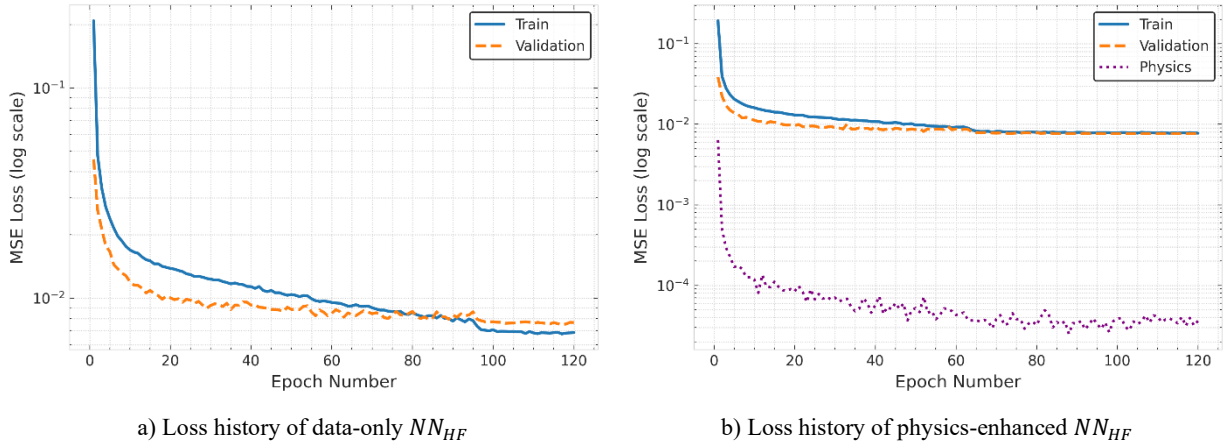 Train
Validation
10⁻¹
10⁻²
MSE Loss (log scale)
0 20 40 60 80 100 120
Epoch Number
a) Loss history of data-only NN_HF
Train
Validation
Physics
10⁻¹
10⁻²
10⁻³
10⁻⁴
MSE Loss (log scale)
0 20 40 60 80 100 120
Epoch Number
b) Loss history of physics-enhanced NN_HF